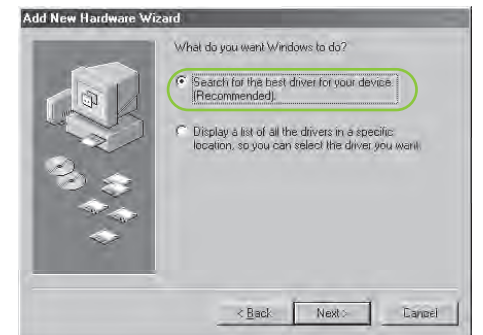 Add New Hardware Wizard
What do you want Windows to do?
Search for the best driver for your device
(Recommended).
Display a list of all the drivers in a specific
location, so you can select the driver you want.
< Back
Next >
Cancel